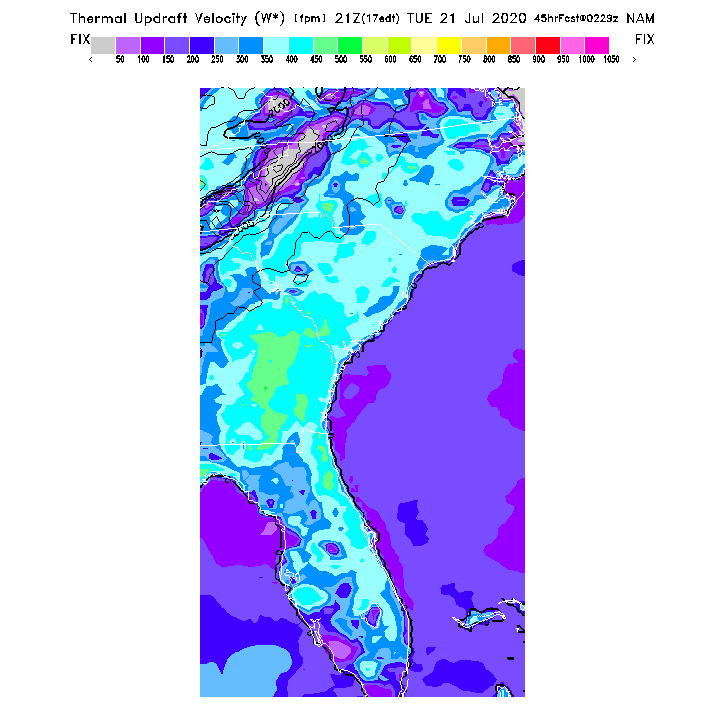 Thermal Updraft Velocity (W*) [fpm] 21Z(17edt) TUE 21 Jul 2020 45hrFcst@0229z NAM
FIX FIX
< 50 100 150 200 250 300 350 400 450 500 550 600 650 700 750 800 850 900 950 1000 1050 >
2000